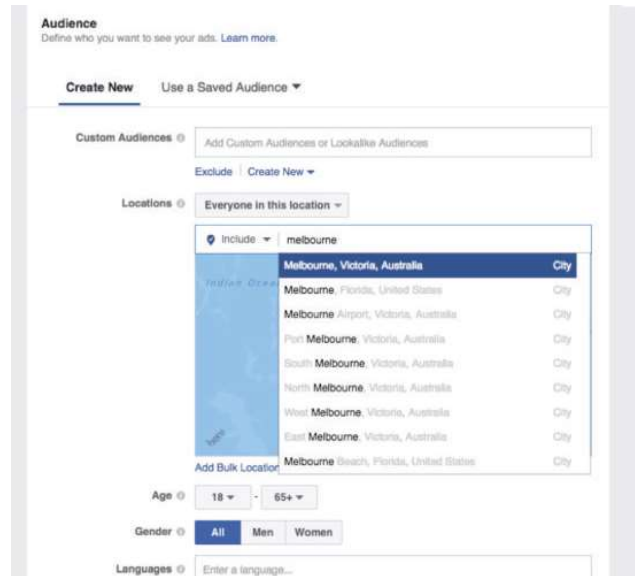 Audience
Define who you want to see your ads. Learn more.
Create New Use a Saved Audience
Custom Audiences Add Custom Audiences or Lookalike Audiences
Exclude Create New
Locations Everyone in this location
Include melbourne
Indian Ocean
Melbourne, Victoria, Australia City
Melbourne, Florida, United States City
Melbourne Airport, Victoria, Australia City
Port Melbourne, Victoria, Australia City
South Melbourne, Victoria, Australia City
North Melbourne, Victoria, Australia City
West Melbourne, Victoria, Australia City
East Melbourne, Victoria, Australia City
here
Melbourne Beach, Florida, United States City
Add Bulk Location
Age 18 - 65+
Gender All Men Women
Languages Enter a language...